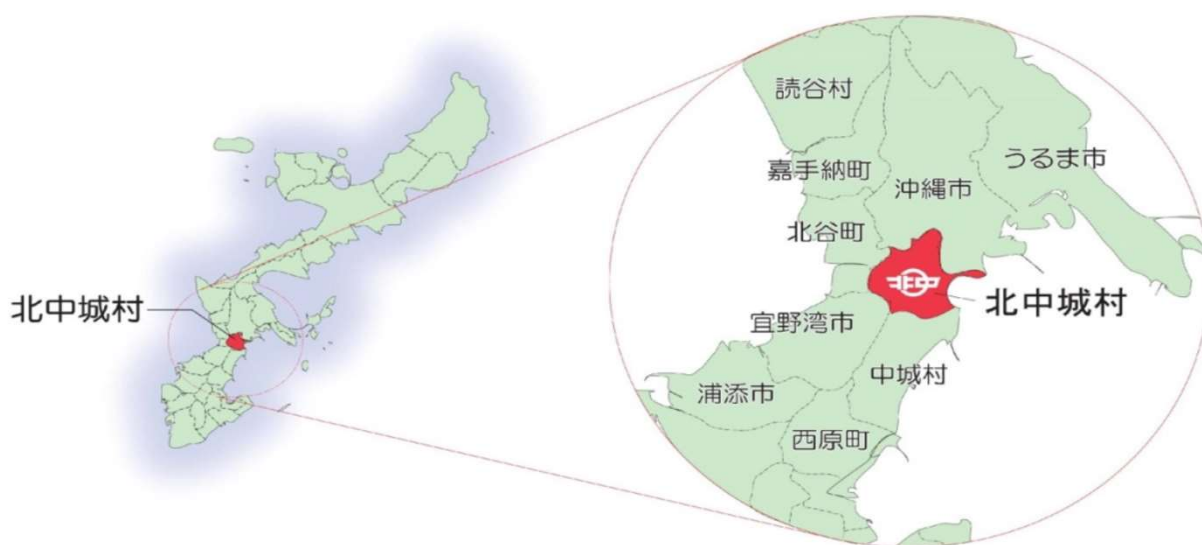 北中城村
読谷村
嘉手納町
うるま市
沖縄市
北谷町
北中
北中城村
宜野湾市
中城村
浦添市
西原町